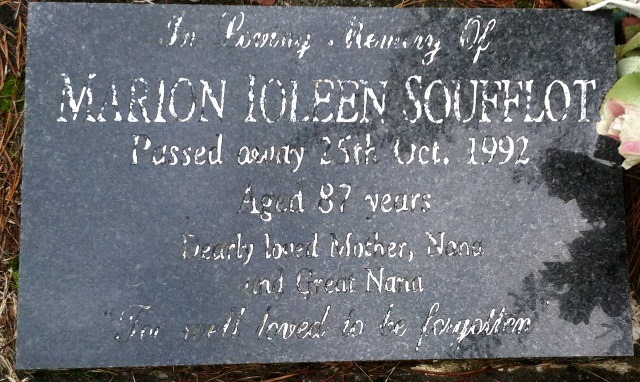 In Loving Memory Of
MARION IOLEEN SOUFFLOT
Passed away 25th Oct. 1992
Aged 87 years
Dearly loved Mother, Nana
and Great Nana
"Too well loved to be forgotten"